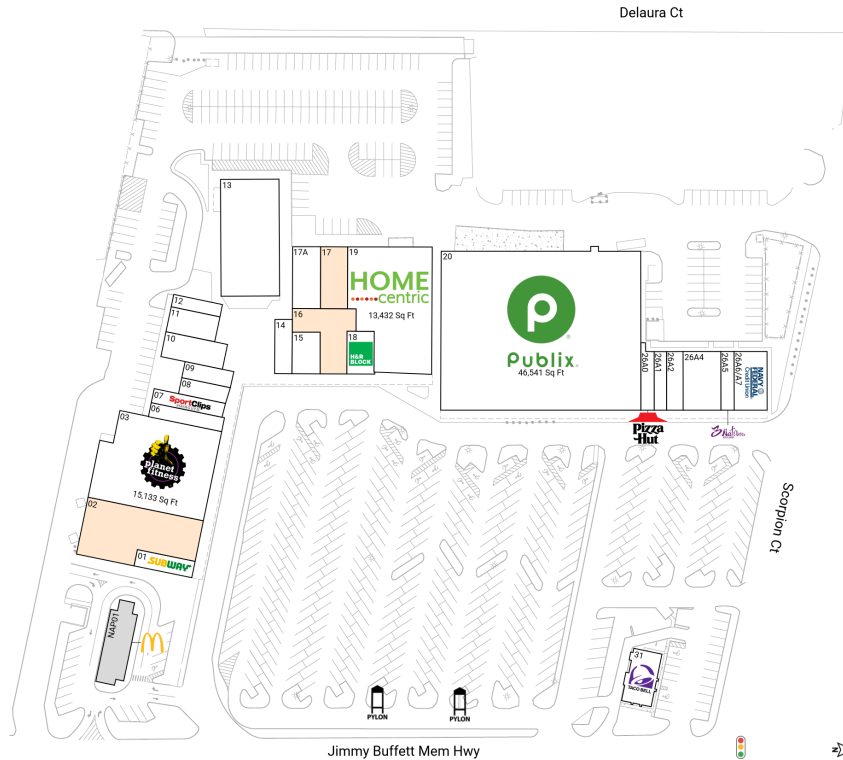 Delaura Ct
13
17A
17
19
HOME
centric
13,432 Sq Ft
20
Publix
46,541 Sq Ft
12
11
10
09
08
07
SportClips
06
03
planet
fitness
15,133 Sq Ft
02
01
SUBWAY
14
16
15
18
H&R
BLOCK
26A0
26A1
26A2
26A4
26A5
26A6/A7
NAVY
FEDERAL
Credit Union
Pizza
Hut
3 Natives
Scorpion Ct
NAP01
31
TACO BELL
PYLON
PYLON
Jimmy Buffett Mem Hwy
N